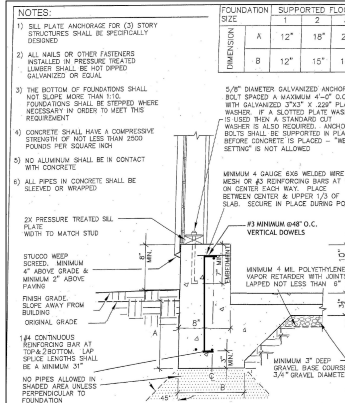 NOTES:
1) SILL PLATE ANCHORAGE FOR (3) STORY
STRUCTURES SHALL BE SPECIFICALLY
DESIGNED
2) ALL NAILS OR OTHER FASTENERS
INSTALLED IN PRESSURE TREATED
LUMBER SHALL BE HOT DIPPED
GALVANIZED OR EQUAL
3) THE BOTTOM OF FOUNDATIONS SHALL
NOT SLOPE MORE THAN 1:10.
FOUNDATIONS SHALL BE STEPPED WHERE
NECESSARY IN ORDER TO MEET THIS
REQUIREMENT
4) CONCRETE SHALL HAVE A COMPRESSIVE
STRENGTH OF NOT LESS THAN 2500
POUNDS PER SQUARE INCH
5) NO ALUMINUM SHALL BE IN CONTACT
WITH CONCRETE
6) ALL PIPES IN CONCRETE SHALL BE
SLEEVED OR WRAPPED
FOUNDATION SUPPORTED FLO
SIZE 1 2
DIMENSION
A 12" 18" 2
B 12" 15" 1
5/8" DIAMETER GALVANIZED ANCHOR
BOLT SPACED A MAXIMUM 4'-0" O.C
WITH GALVANIZED 3"X3" X .229" PLA
WASHER. IF A SLOTTED PLATE WAS
IS USED THEN A STANDARD CUT
WASHER IS ALSO REQUIRED. ANCHO
BOLTS SHALL BE SUPPORTED IN PLA
BEFORE CONCRETE IS PLACED - "WE
SETTING" IS NOT ALLOWED
MINIMUM 4 GAUGE 6X6 WELDED WIRE
MESH OR #3 REINFORCING BARS AT
ON CENTER EACH WAY. PLACE
BETWEEN CENTER & UPPER 1/3 OF
SLAB. SECURE IN PLACE DURING PO
#3 MINIMUM @48" O.C.
VERTICAL DOWELS
2X PRESSURE TREATED SILL
PLATE
WIDTH TO MATCH STUD
STUCCO WEEP
SCREED. MINIMUM
4" ABOVE GRADE &
MINIMUM 2" ABOVE
PAVING
FINISH GRADE.
SLOPE AWAY FROM
BUILDING
ORIGINAL GRADE
8"
MIN.
7" MIN.
EMBEDMENT
10"
MINIMUM 4 MIL POLYETHYLENE
VAPOR RETARDER WITH JOINTS
LAPPED NOT LESS THAN 6"
8"
A
1#4 CONTINUOUS
REINFORCING BAR AT
TOP & 2 BOTTOM. LAP
SPLICE LENGTHS SHALL
BE A MINIMUM 31"
3"
MIN.
MINIMUM 3" DEEP
GRAVEL BASE COURSE
3/4" GRAVEL DIAMETE
NO PIPES ALLOWED IN
SHADED AREA UNLESS
PERPENDICULAR TO
FOUNDATION
B
45°